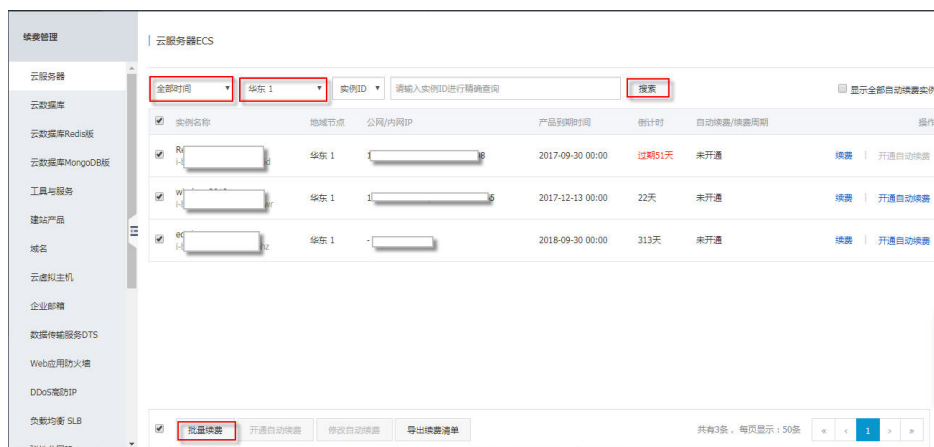 续费管理
云服务器ECS
云服务器
云数据库
云数据库Redis版
云数据库MongoDB版
工具与服务
建站产品
域名
云虚拟主机
企业邮箱
数据传输服务DTS
Web应用防火墙
DDoS高防IP
负载均衡 SLB
全部时间 华东 1 实例ID 请输入实例ID进行精确查询 搜索 显示全部自动续费实例
实例名称 地域节点 公网/内网IP 产品到期时间 倒计时 自动续费/续费周期 操作
华东 1 2017-09-30 00:00 过期51天 未开通 续费 | 开通自动续费
华东 1 2017-12-13 00:00 22天 未开通 续费 | 开通自动续费
华东 1 - 2018-09-30 00:00 313天 未开通 续费 | 开通自动续费
批量续费 开通自动续费 修改自动续费 导出续费清单 共有3条，每页显示：50条 « ‹ 1 › »